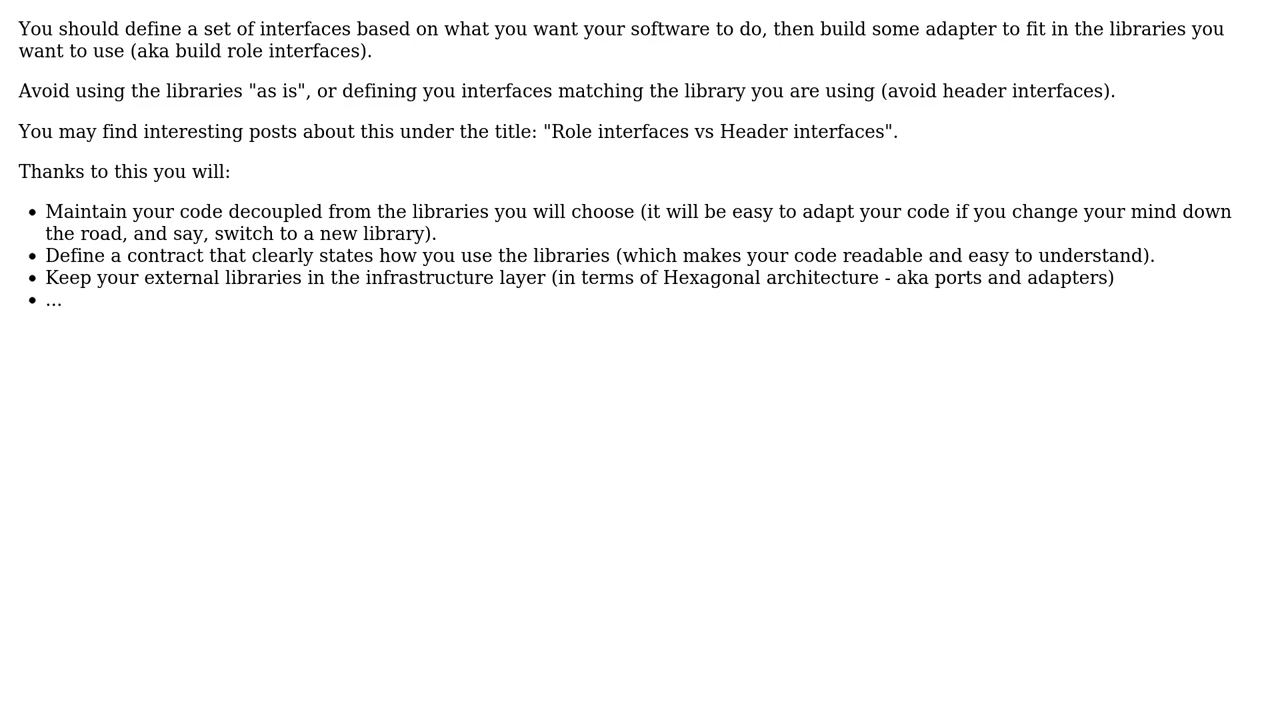 You should define a set of interfaces based on what you want your software to do, then build some adapter to fit in the libraries you
want to use (aka build role interfaces).
Avoid using the libraries "as is", or defining you interfaces matching the library you are using (avoid header interfaces).
You may find interesting posts about this under the title: "Role interfaces vs Header interfaces".
Thanks to this you will:
• Maintain your code decoupled from the libraries you will choose (it will be easy to adapt your code if you change your mind down
the road, and say, switch to a new library).
• Define a contract that clearly states how you use the libraries (which makes your code readable and easy to understand).
• Keep your external libraries in the infrastructure layer (in terms of Hexagonal architecture - aka ports and adapters)
• ...